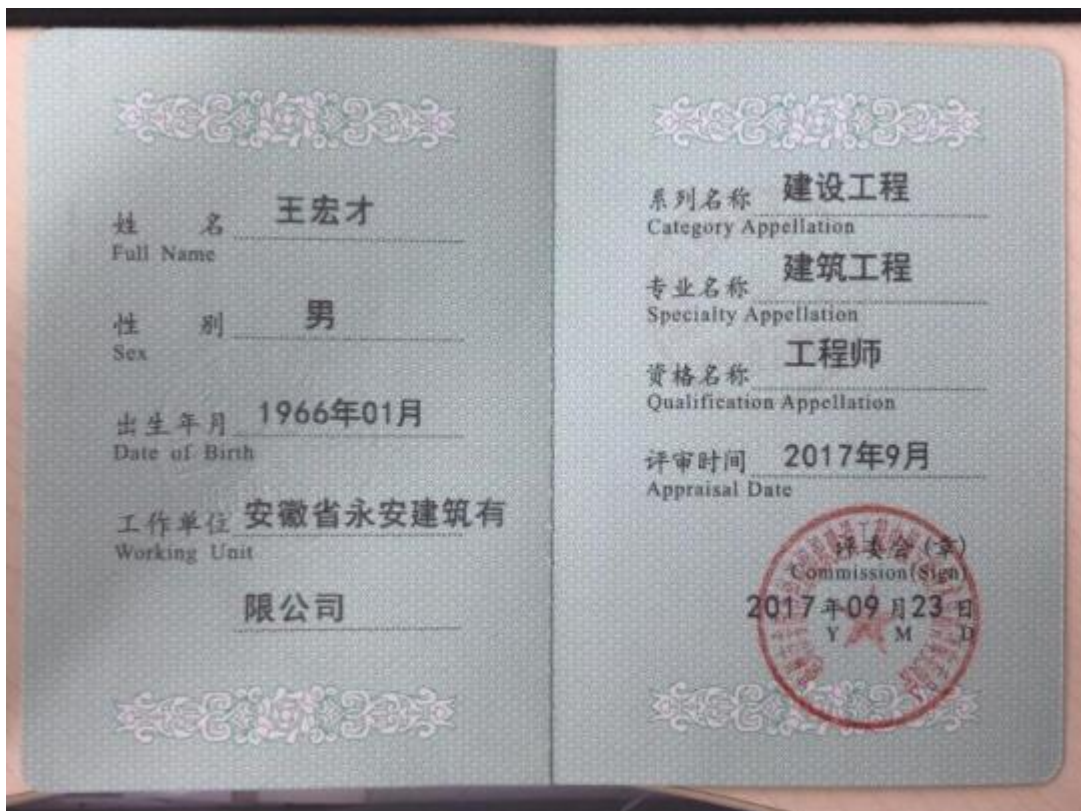 姓 名 王宏才
Full Name
性 别 男
Sex
出生年月 1966年01月
Date of Birth
工作单位 安徽省永安建筑有
Working Unit
限公司
系列名称 建设工程
Category Appellation
专业名称 建筑工程
Specialty Appellation
资格名称 工程师
Qualification Appellation
评审时间 2017年9月
Appraisal Date
评委会(章)
Commission(Sign)
2017年09月23日
Y M D